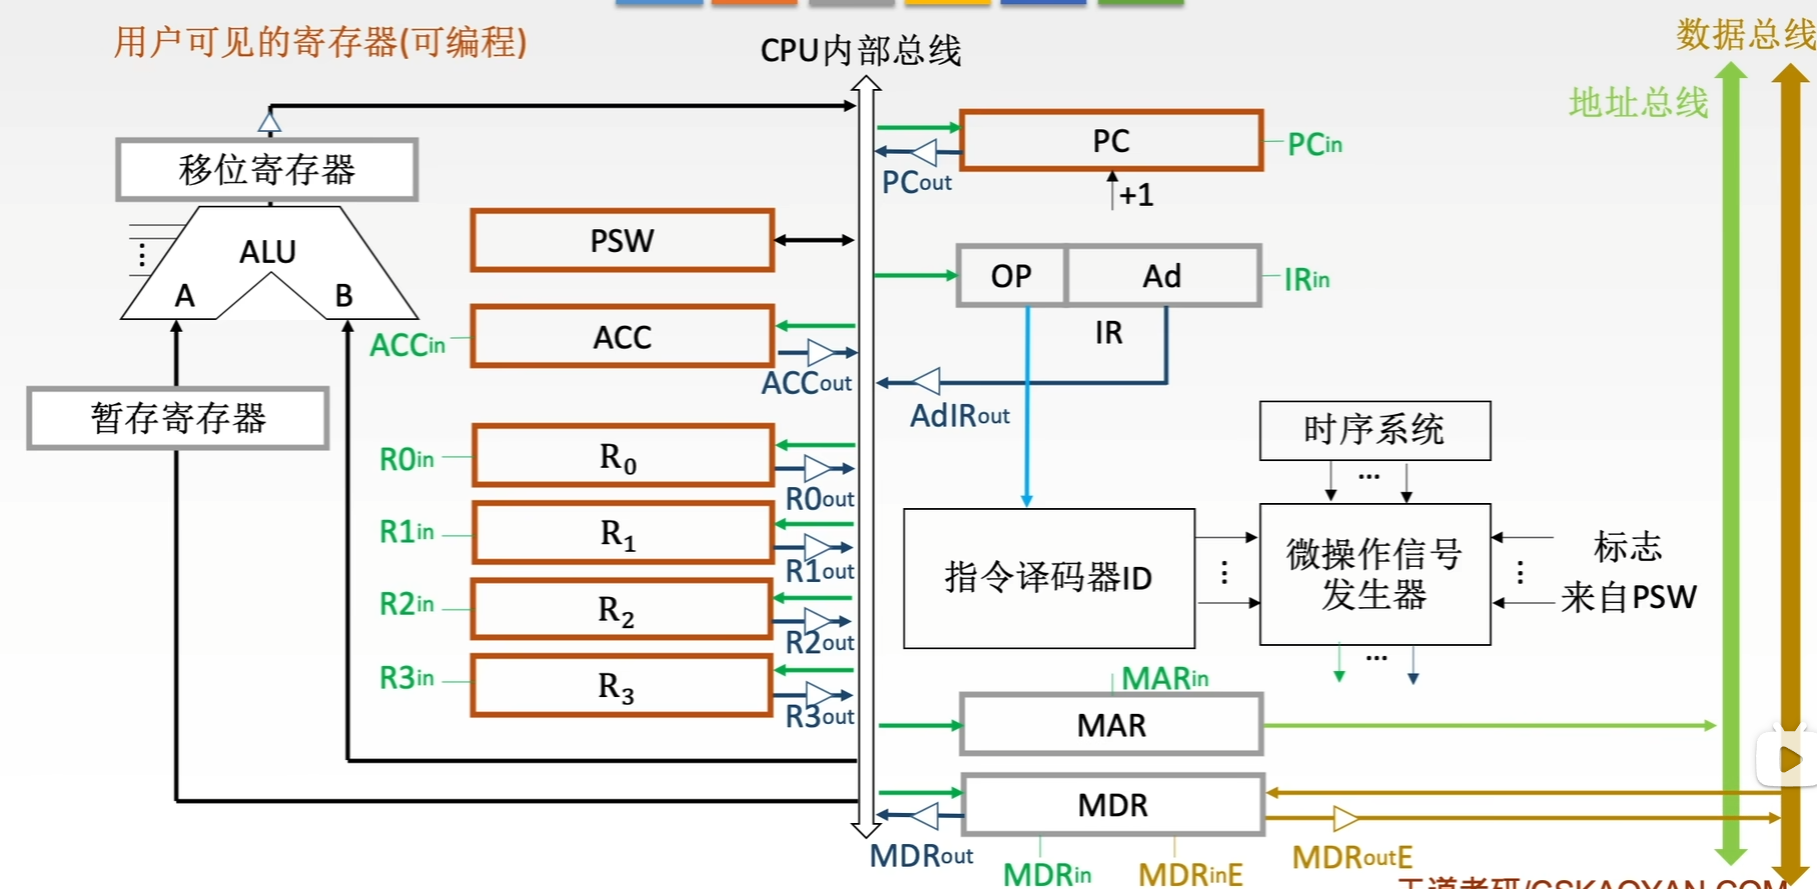 用户可见的寄存器(可编程)
CPU内部总线
数据总线
地址总线
移位寄存器
ALU
A
B
暂存寄存器
PSW
ACC
ACCin
ACCout
R0
R0in
R0out
R1
R1in
R1out
R2
R2in
R2out
R3
R3in
R3out
PC
PCin
PCout
+1
OP
Ad
IRin
IR
AdIRout
时序系统
...
指令译码器ID
微操作信号
发生器
标志
来自PSW
...
MARin
MAR
MDR
MDRout
MDRin
MDRinE
MDRoutE
王道考研/CSKAOYAN.COM